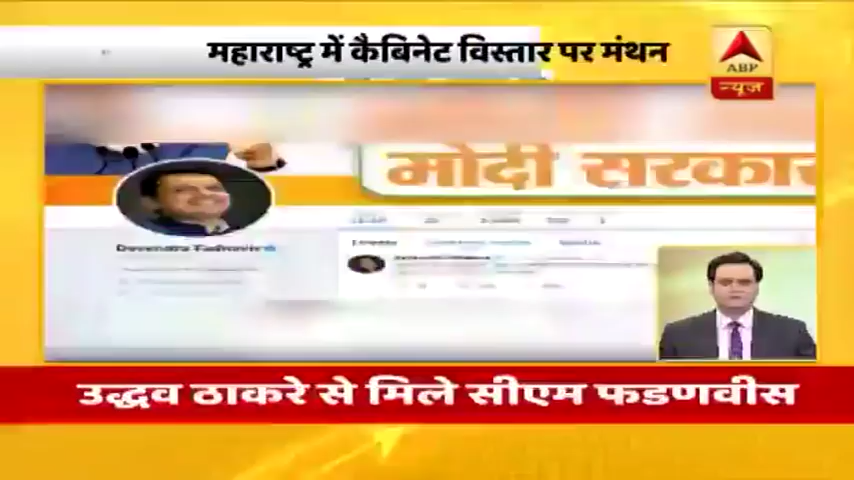 महाराष्ट्र में कैबिनेट विस्तार पर मंथन
ABP
न्यूज़
मोदी सरकार
Devendra Fadnavis
उद्धव ठाकरे से मिले सीएम फडणवीस